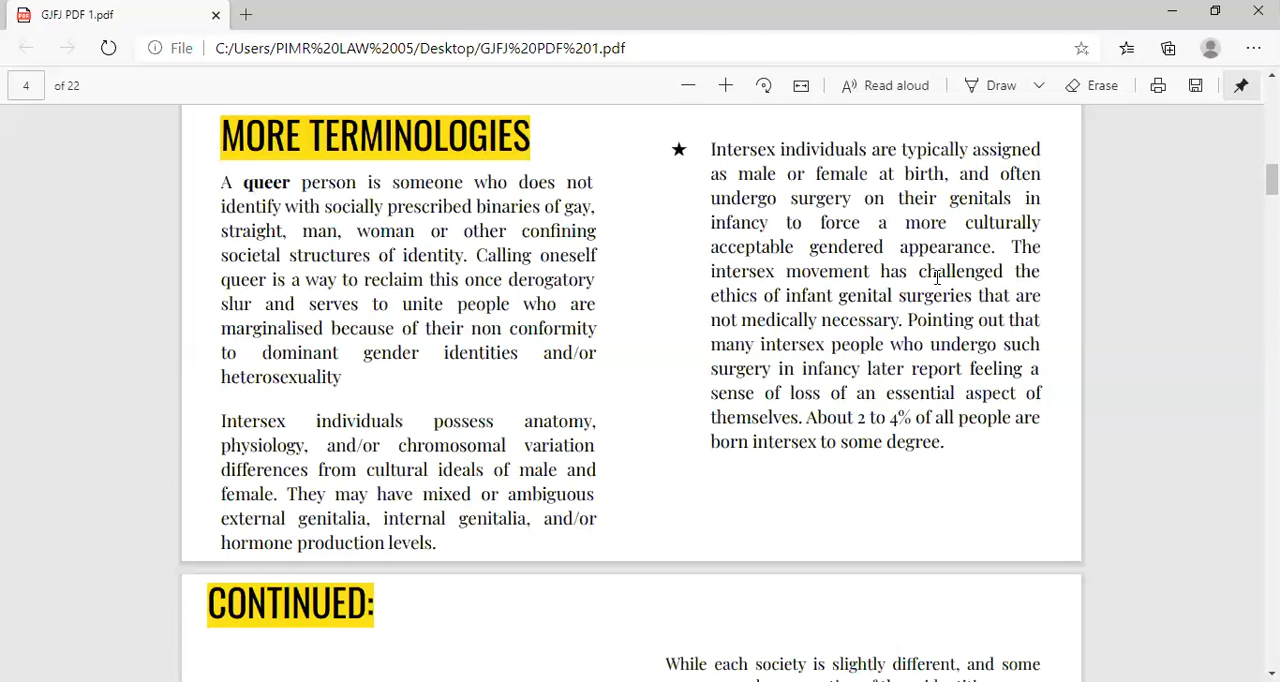 GJFJ PDF 1.pdf
File
C:/Users/PIMR%20LAW%2005/Desktop/GJFJ%20PDF%201.pdf
4
of 22
Read aloud
Draw
Erase
MORE TERMINOLOGIES
A queer person is someone who does not
identify with socially prescribed binaries of gay,
straight, man, woman or other confining
societal structures of identity. Calling oneself
queer is a way to reclaim this once derogatory
slur and serves to unite people who are
marginalised because of their non conformity
to dominant gender identities and/or
heterosexuality
Intersex individuals possess anatomy,
physiology, and/or chromosomal variation
differences from cultural ideals of male and
female. They may have mixed or ambiguous
external genitalia, internal genitalia, and/or
hormone production levels.
★ Intersex individuals are typically assigned
as male or female at birth, and often
undergo surgery on their genitals in
infancy to force a more culturally
acceptable gendered appearance. The
intersex movement has challenged the
ethics of infant genital surgeries that are
not medically necessary. Pointing out that
many intersex people who undergo such
surgery in infancy later report feeling a
sense of loss of an essential aspect of
themselves. About 2 to 4% of all people are
born intersex to some degree.
CONTINUED:
While each society is slightly different, and some